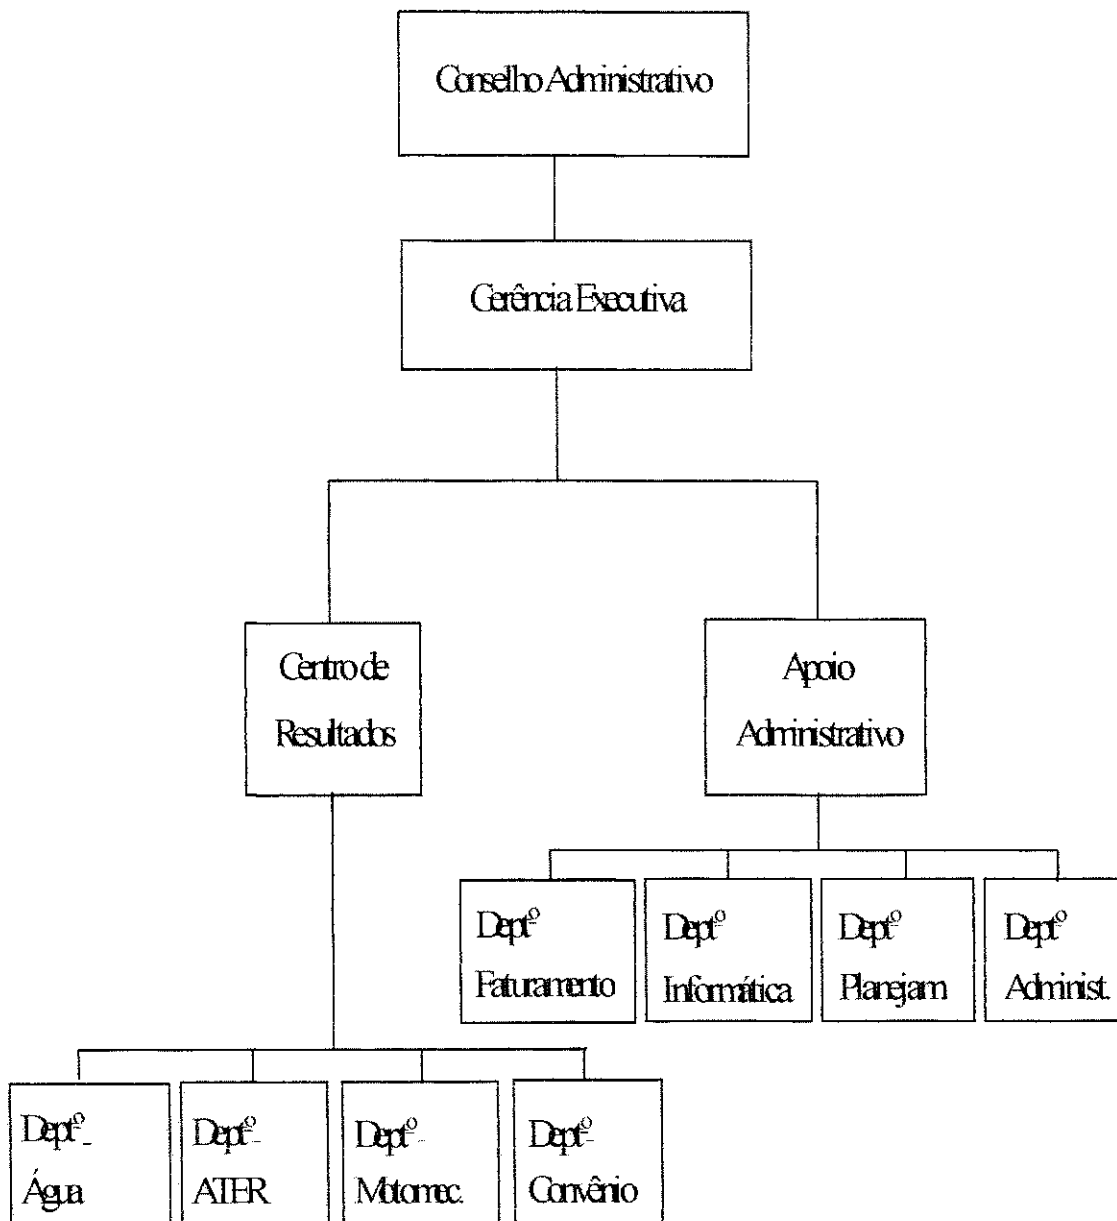 Conselho Administrativo
Gerência Executiva
Centro de
Resultados
Apoio
Administrativo
Deptº
Faturamento
Deptº
Informática
Deptº
Planejam
Deptº
Administ.
Deptº
Água
Deptº
ATER
Deptº
Motomec.
Deptº
Convênio